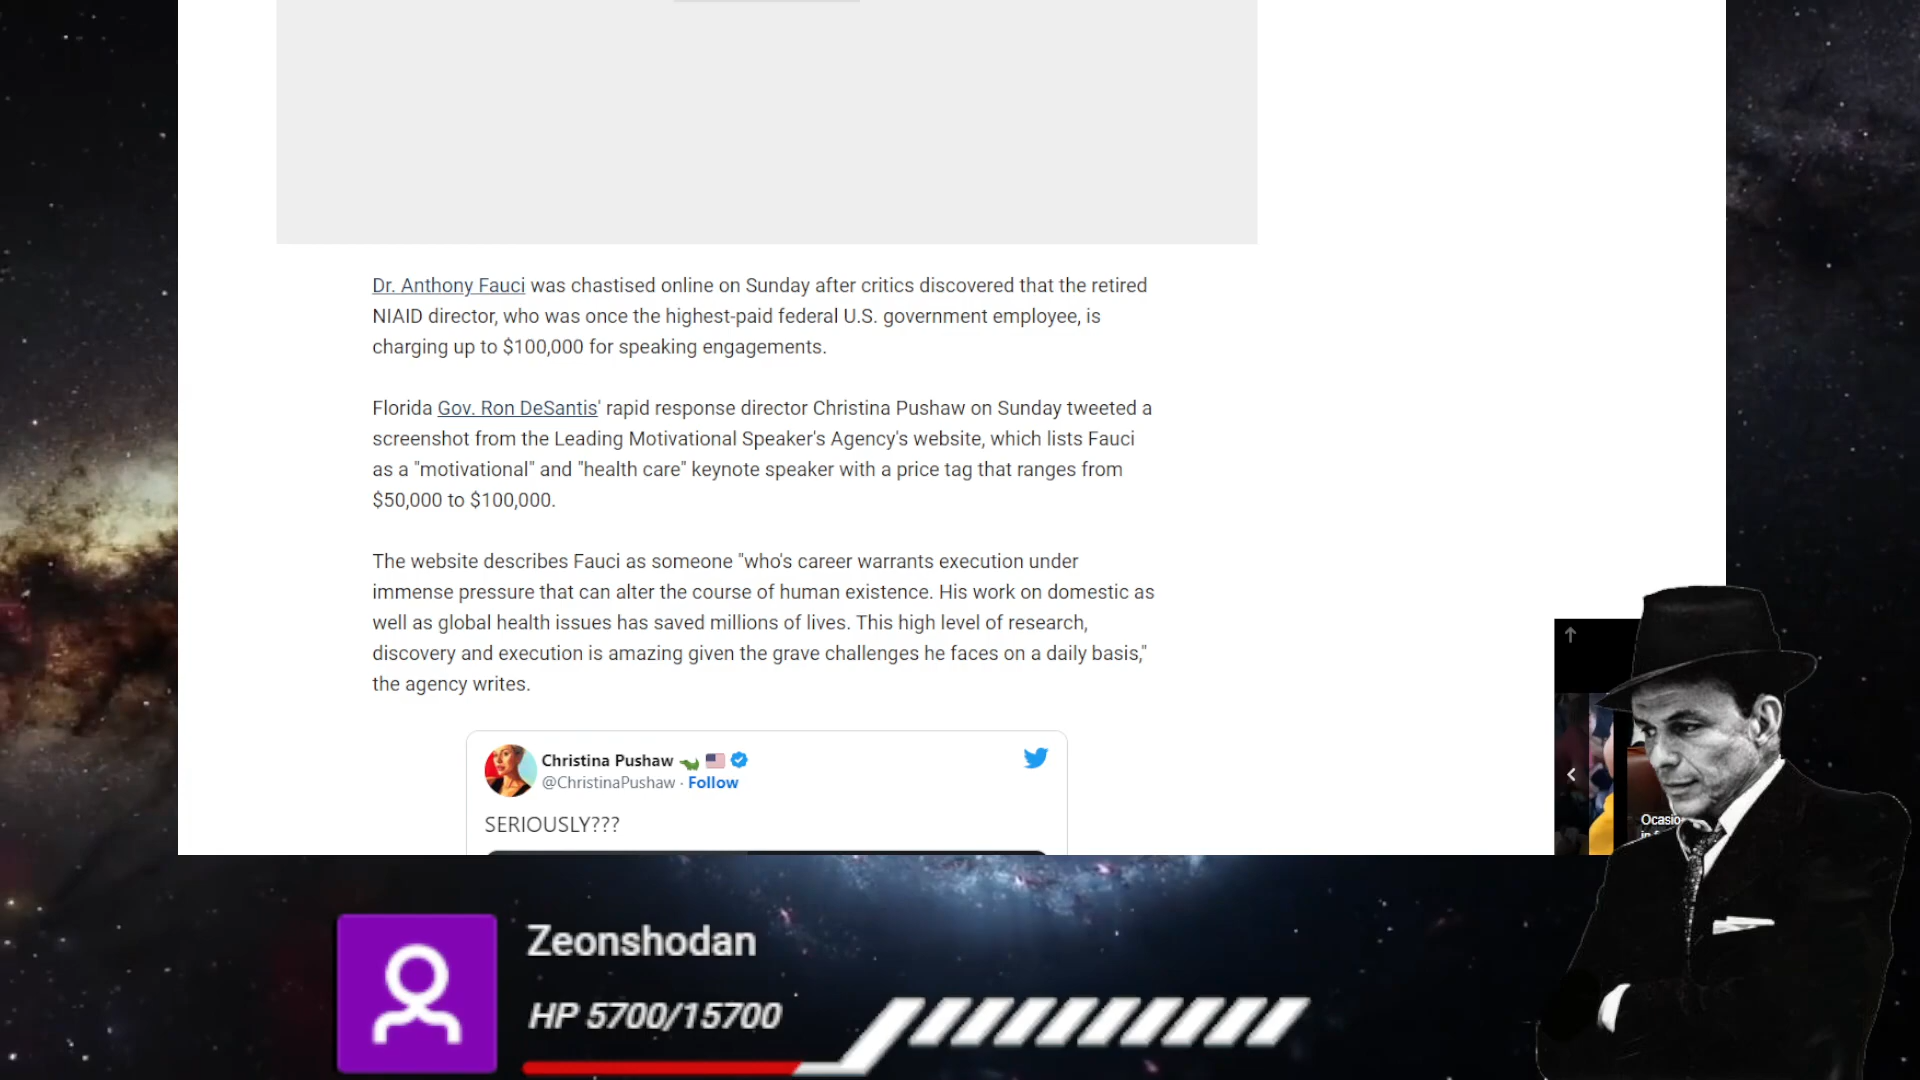 Dr. Anthony Fauci was chastised online on Sunday after critics discovered that the retired
NIAID director, who was once the highest-paid federal U.S. government employee, is
charging up to $100,000 for speaking engagements.
Florida Gov. Ron DeSantis' rapid response director Christina Pushaw on Sunday tweeted a
screenshot from the Leading Motivational Speaker's Agency's website, which lists Fauci
as a "motivational" and "health care" keynote speaker with a price tag that ranges from
$50,000 to $100,000.
The website describes Fauci as someone "who's career warrants execution under
immense pressure that can alter the course of human existence. His work on domestic as
well as global health issues has saved millions of lives. This high level of research,
discovery and execution is amazing given the grave challenges he faces on a daily basis,"
the agency writes.
Christina Pushaw
@ChristinaPushaw · Follow
SERIOUSLY???
Ocasio
Zeonshodan
HP 5700/15700